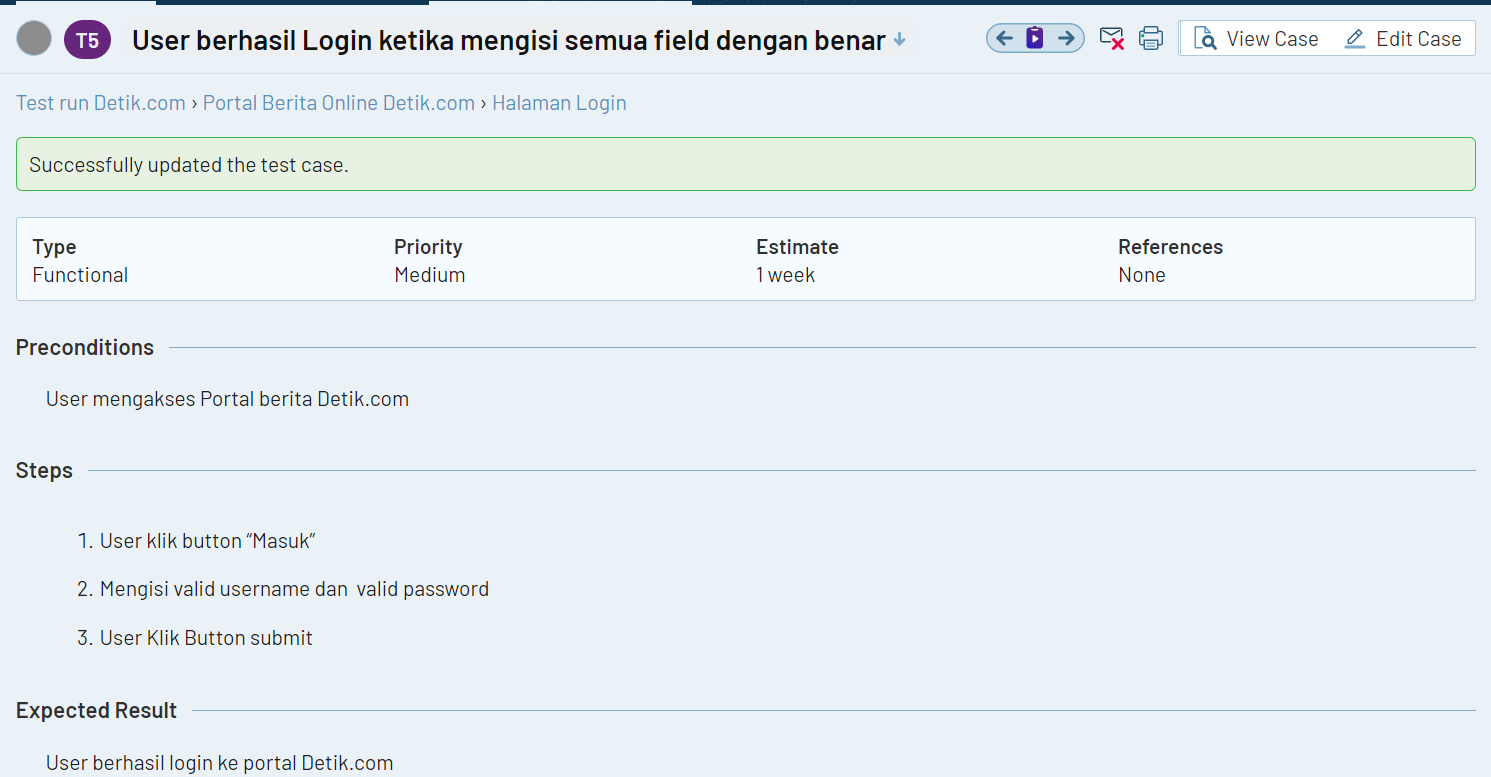 T5 User berhasil Login ketika mengisi semua field dengan benar View Case Edit Case
Test run Detik.com › Portal Berita Online Detik.com › Halaman Login
Successfully updated the test case.
Type Priority Estimate References
Functional Medium 1 week None
Preconditions
User mengakses Portal berita Detik.com
Steps
1. User klik button “Masuk”
2. Mengisi valid username dan  valid password
3. User Klik Button submit
Expected Result
User berhasil login ke portal Detik.com